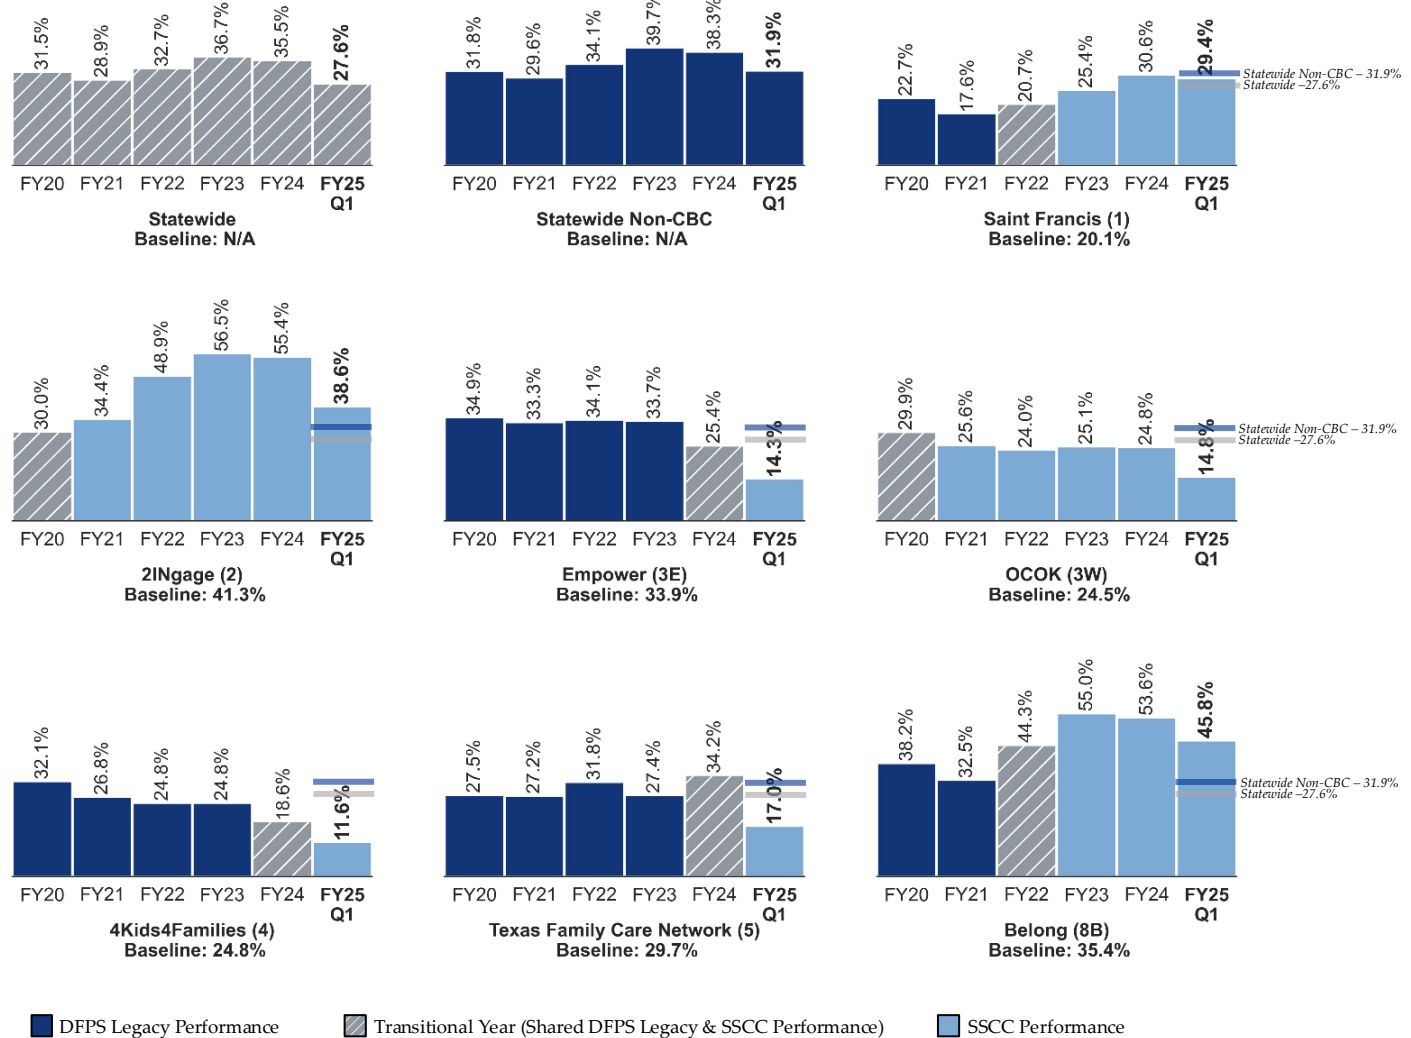 31.5% 28.9% 32.7% 36.7% 35.5% 27.6%
FY20 FY21 FY22 FY23 FY24 FY25
Q1
Statewide
Baseline: N/A
31.8% 29.6% 34.1% 39.7% 38.3% 31.9%
FY20 FY21 FY22 FY23 FY24 FY25
Q1
Statewide Non-CBC
Baseline: N/A
22.7% 17.6% 20.7% 25.4% 30.6% 29.4%
Statewide Non-CBC – 31.9%
Statewide –27.6%
FY20 FY21 FY22 FY23 FY24 FY25
Q1
Saint Francis (1)
Baseline: 20.1%
30.0% 34.4% 48.9% 56.5% 55.4% 38.6%
FY20 FY21 FY22 FY23 FY24 FY25
Q1
2INgage (2)
Baseline: 41.3%
34.9% 33.3% 34.1% 33.7% 25.4% 14.3%
FY20 FY21 FY22 FY23 FY24 FY25
Q1
Empower (3E)
Baseline: 33.9%
29.9% 25.6% 24.0% 25.1% 24.8% 14.8%
Statewide Non-CBC – 31.9%
Statewide –27.6%
FY20 FY21 FY22 FY23 FY24 FY25
Q1
OCOK (3W)
Baseline: 24.5%
32.1% 26.8% 24.8% 24.8% 18.6% 11.6%
FY20 FY21 FY22 FY23 FY24 FY25
Q1
4Kids4Families (4)
Baseline: 24.8%
27.5% 27.2% 31.8% 27.4% 34.2% 17.0%
FY20 FY21 FY22 FY23 FY24 FY25
Q1
Texas Family Care Network (5)
Baseline: 29.7%
38.2% 32.5% 44.3% 55.0% 53.6% 45.8%
Statewide Non-CBC – 31.9%
Statewide –27.6%
FY20 FY21 FY22 FY23 FY24 FY25
Q1
Belong (8B)
Baseline: 35.4%
DFPS Legacy Performance
Transitional Year (Shared DFPS Legacy & SSCC Performance)
SSCC Performance